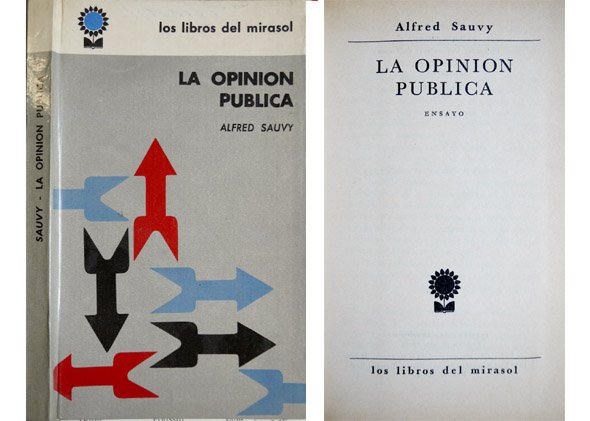 los libros del mirasol
LA OPINION
PUBLICA
ALFRED SAUVY
SAUVY - LA OPINION PUBLICA
Alfred Sauvy
LA OPINION
PUBLICA
ENSAYO
los libros del mirasol